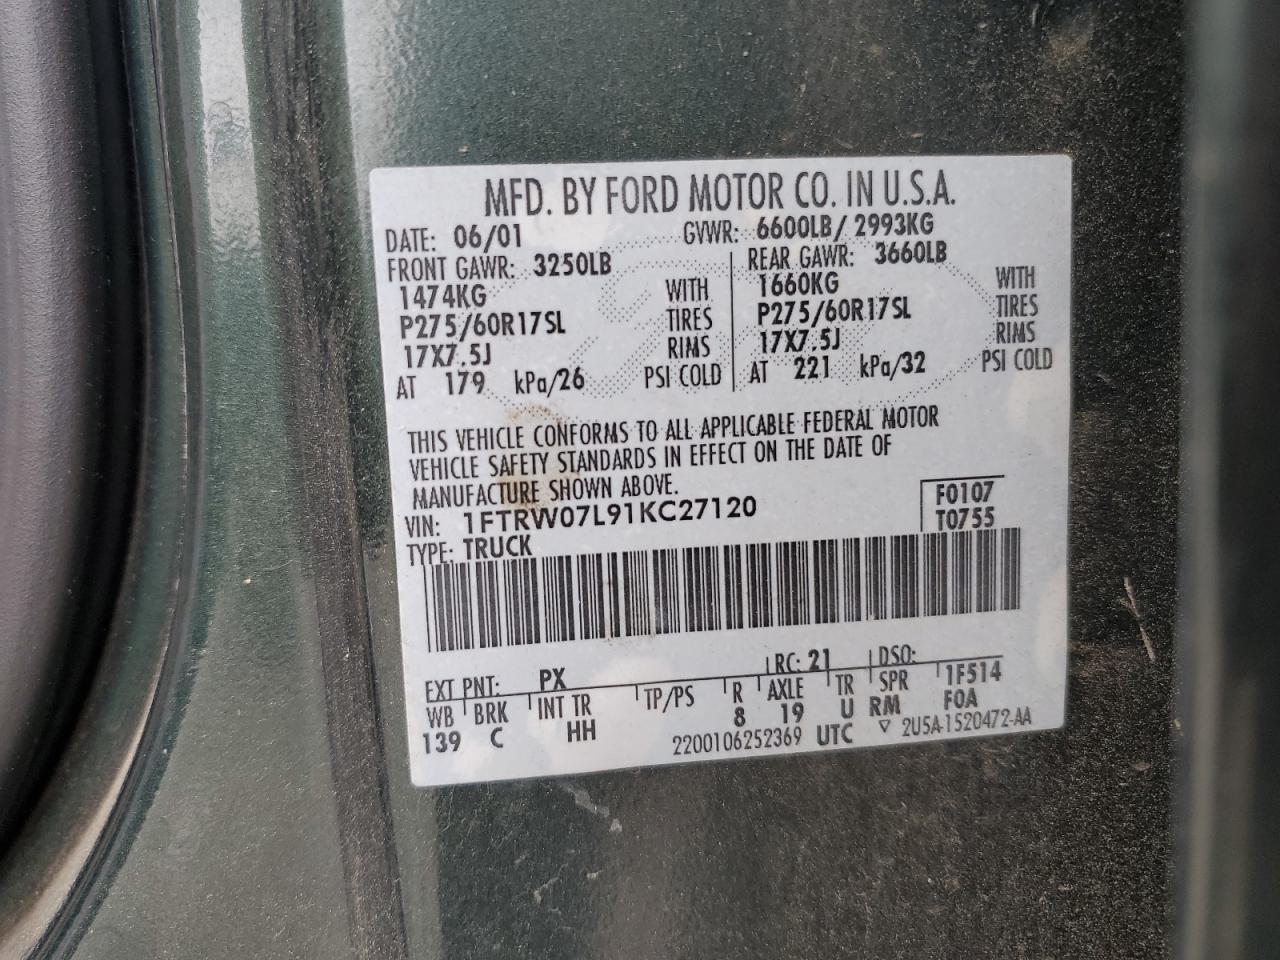 MFD. BY FORD MOTOR CO. IN U.S.A.
DATE: 06/01 GVWR: 6600LB/ 2993KG
FRONT GAWR: 3250LB REAR GAWR: 3660LB
1474KG WITH 1660KG WITH
P275/60R17SL TIRES P275/60R17SL TIRES
17X7.5J RIMS 17X7.5J RIMS
AT 179 kPa/26 PSI COLD AT 221 kPa/32 PSI COLD
THIS VEHICLE CONFORMS TO ALL APPLICABLE FEDERAL MOTOR
VEHICLE SAFETY STANDARDS IN EFFECT ON THE DATE OF
MANUFACTURE SHOWN ABOVE.
VIN: 1FTRW07L91KC27120 F0107
TYPE: TRUCK T0755
EXT PNT: PX RC: 21 DSO:
WB BRK INT TR TP/PS R AXLE TR SPR 1F514
139 C HH 8 19 U RM FOA
2200106252369 UTC ▽ 2U5A-1520472-AA